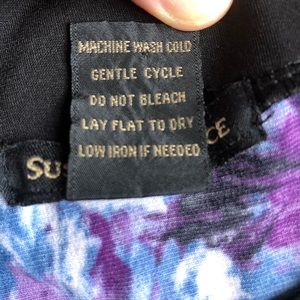 MACHINE WASH COLD
GENTLE CYCLE
DO NOT BLEACH
LAY FLAT TO DRY
LOW IRON IF NEEDED